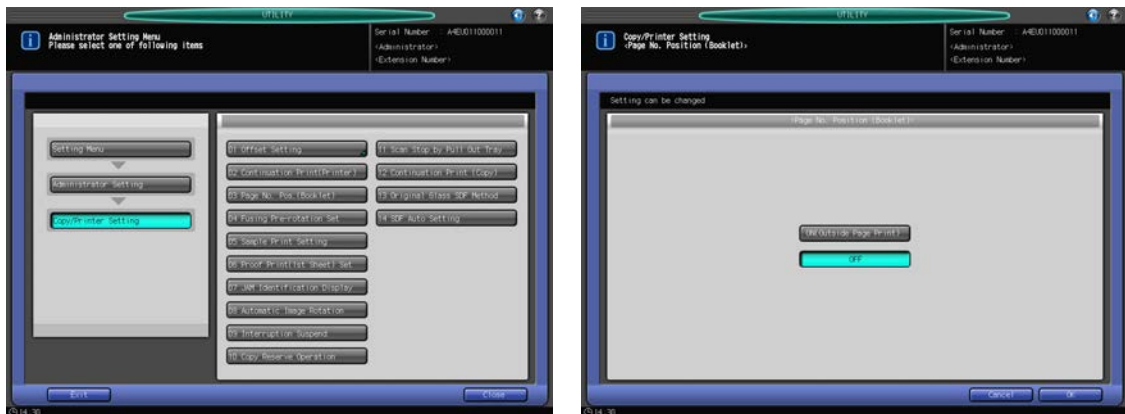 UTILITY
Administrator Setting Menu
Please select one of following items
Serial Number : A4EU011000011
<Administrator>
<Extension Number>
Setting Menu
Administrator Setting
Copy/Printer Setting
01 Offset Setting
02 Continuation Print(Printer)
03 Page No. Pos.(Booklet)
04 Fusing Pre-rotation Set
05 Sample Print Setting
06 Proof Print(1st Sheet) Set
07 JAM Identification Display
08 Automatic Image Rotation
09 Interruption Suspend
10 Copy Reserve Operation
11 Scan Stop by Pull Out Tray
12 Continuation Print (Copy)
13 Original Glass SDF Method
14 SDF Auto Setting
Exit
Close
14:30
UTILITY
Copy/Printer Setting
<Page No. Position(Booklet)>
Serial Number : A4EU011000011
<Administrator>
<Extension Number>
Setting can be changed
<Page No. Position(Booklet)>
ON(Outside Page Print)
OFF
Cancel
OK
14:30